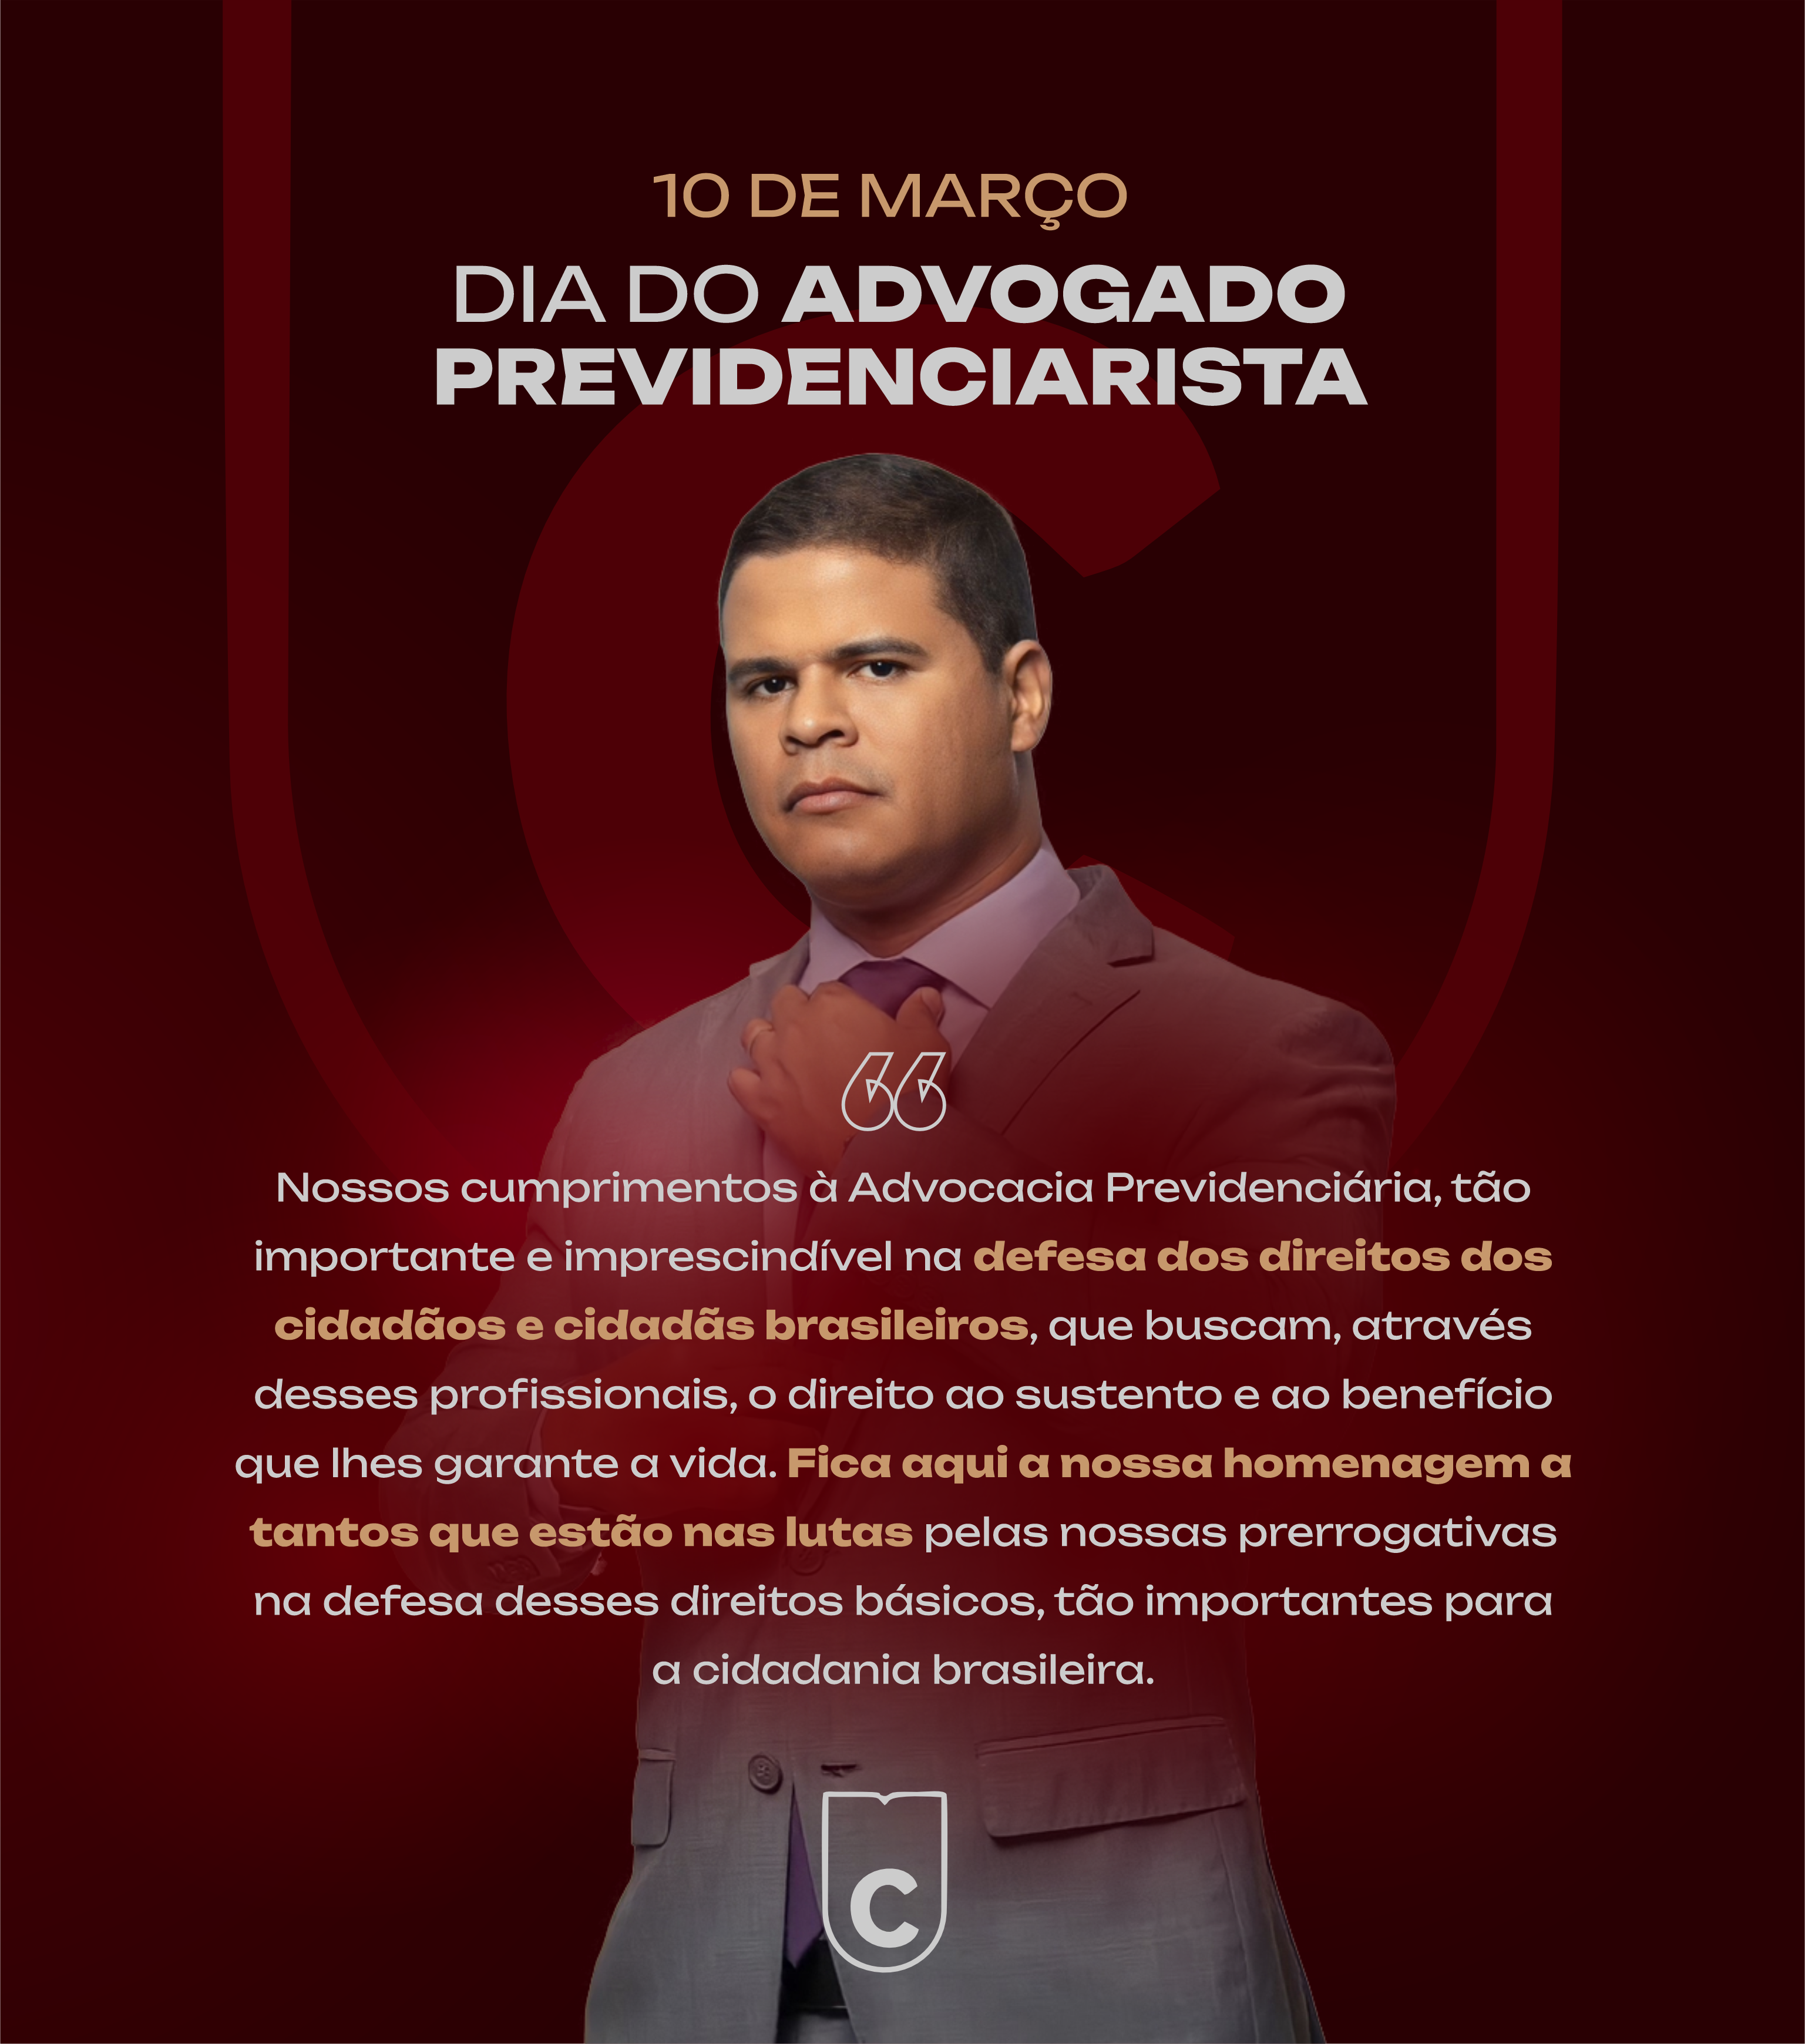 10 DE MARÇO
DIA DO ADVOGADO
PREVIDENCIARISTA
Nossos cumprimentos à Advocacia Previdenciária, tão
importante e imprescindível na defesa dos direitos dos
cidadãos e cidadãs brasileiros, que buscam, através
desses profissionais, o direito ao sustento e ao benefício
que lhes garante a vida. Fica aqui a nossa homenagem a
tantos que estão nas lutas pelas nossas prerrogativas
na defesa desses direitos básicos, tão importantes para
a cidadania brasileira.
C